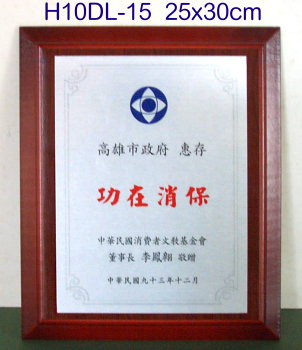 H10DL-15 25x30cm
高雄市政府 惠存
功在消保
中華民國消費者文教基金會
董事長 李鳳翱 敬贈
中華民國九十三年十二月